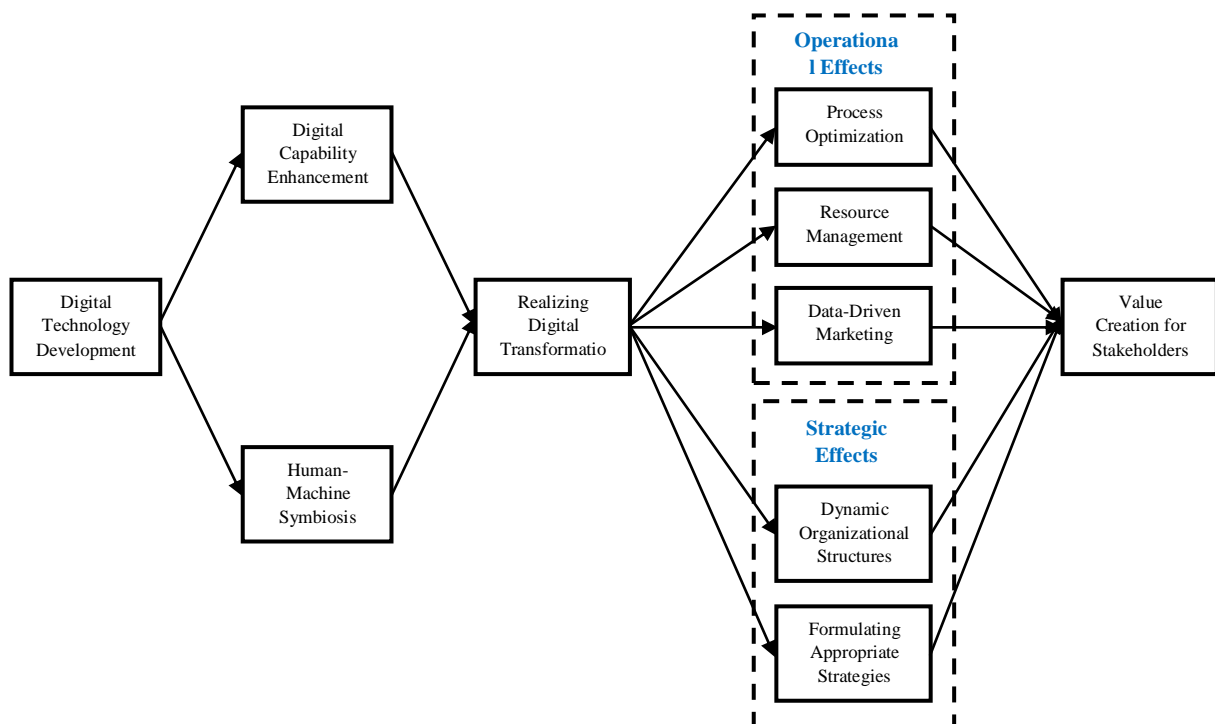 Digital
Technology
Development
Digital
Capability
Enhancement
Human-
Machine
Symbiosis
Realizing
Digital
Transformatio
Operationa
l Effects
Process
Optimization
Resource
Management
Data-Driven
Marketing
Strategic
Effects
Dynamic
Organizational
Structures
Formulating
Appropriate
Strategies
Value
Creation for
Stakeholders